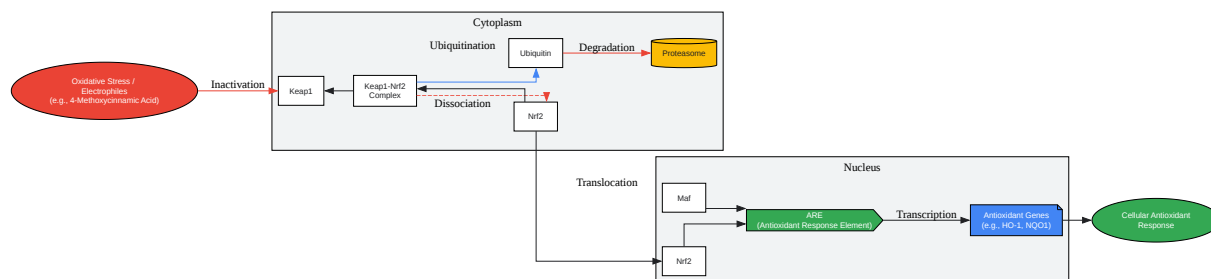 Cytoplasm
Ubiquitination
Ubiquitin
Degradation
Proteasome
Oxidative Stress /
Electrophiles
(e.g., 4-Methoxycinnamic Acid)
Inactivation
Keap1
Keap1-Nrf2
Complex
Dissociation
Nrf2
Translocation
Nucleus
Maf
ARE
(Antioxidant Response Element)
Transcription
Antioxidant Genes
(e.g., HO-1, NQO1)
Cellular Antioxidant
Response
Nrf2